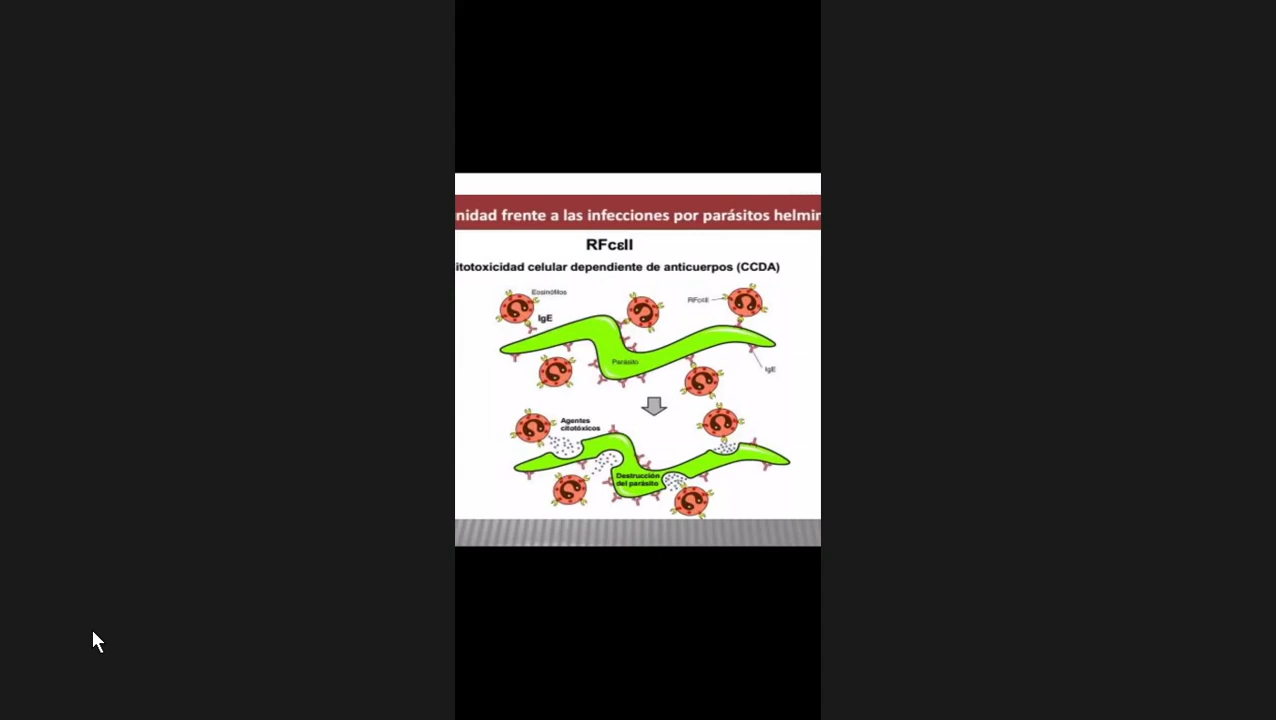 nidad frente a las infecciones por parásitos helmin
RFcεII
itotoxicidad celular dependiente de anticuerpos (CCDA)
Eosinófilos
RFcεII
IgE
Parásito
IgE
Agentes
citotóxicos
Destrucción
del parásito